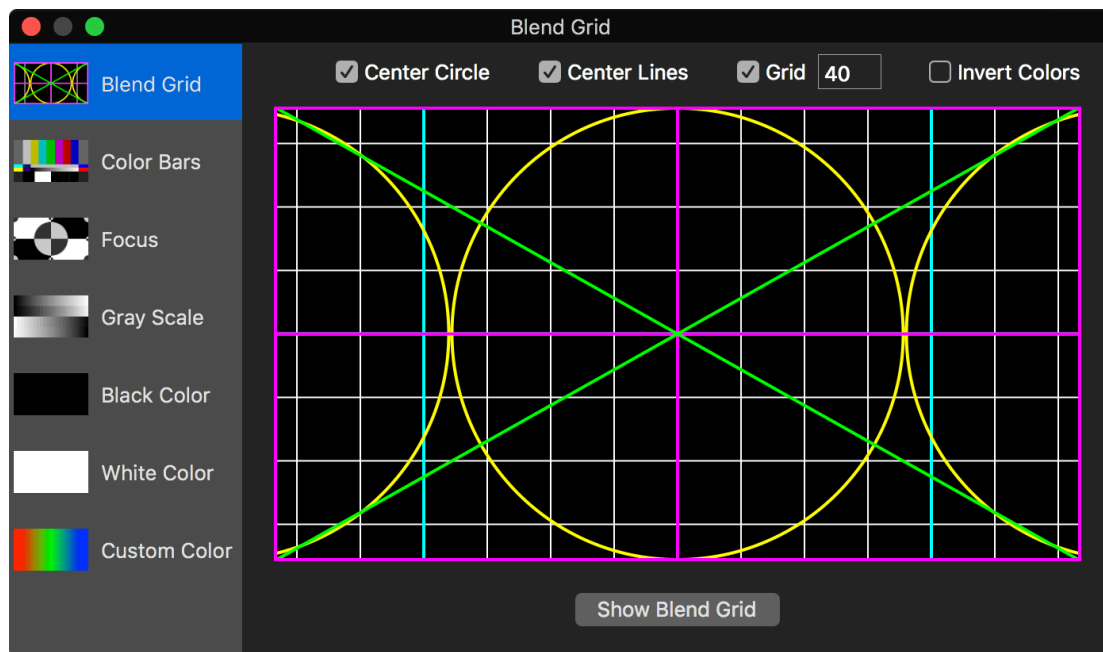 Blend Grid
Blend Grid
Center Circle
Center Lines
Grid 40
Invert Colors
Color Bars
Focus
Gray Scale
Black Color
White Color
Custom Color
Show Blend Grid